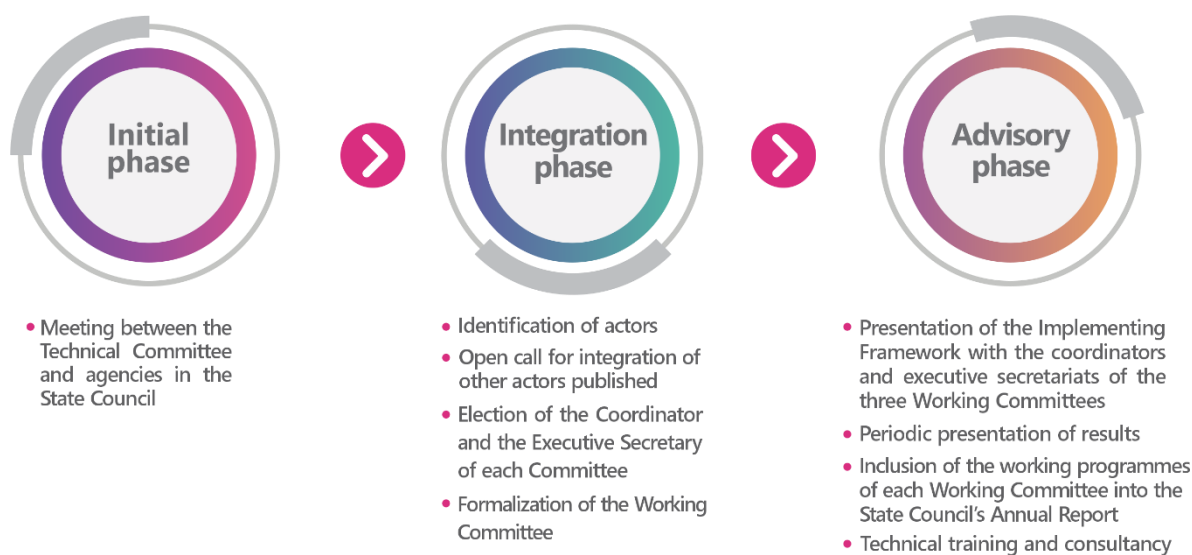 Initial
phase
• Meeting between the
Technical Committee
and agencies in the
State Council
Integration
phase
• Identification of actors
• Open call for integration of
other actors published
• Election of the Coordinator
and the Executive Secretary
of each Committee
• Formalization of the Working
Committee
Advisory
phase
• Presentation of the Implementing
Framework with the coordinators
and executive secretariats of the
three Working Committees
• Periodic presentation of results
• Inclusion of the working programmes
of each Working Committee into the
State Council's Annual Report
• Technical training and consultancy